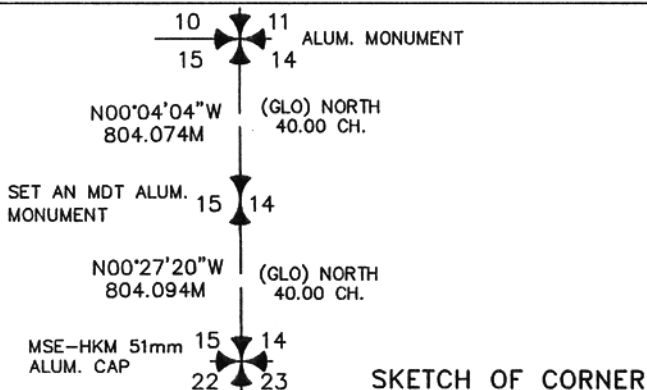 10 11
ALUM. MONUMENT
15 14
N00°04'04"W (GLO) NORTH
804.074M 40.00 CH.
SET AN MDT ALUM.
MONUMENT
15 14
N00°27'20"W (GLO) NORTH
804.094M 40.00 CH.
MSE-HKM 51mm
ALUM. CAP
15 14
22 23
SKETCH OF CORNER